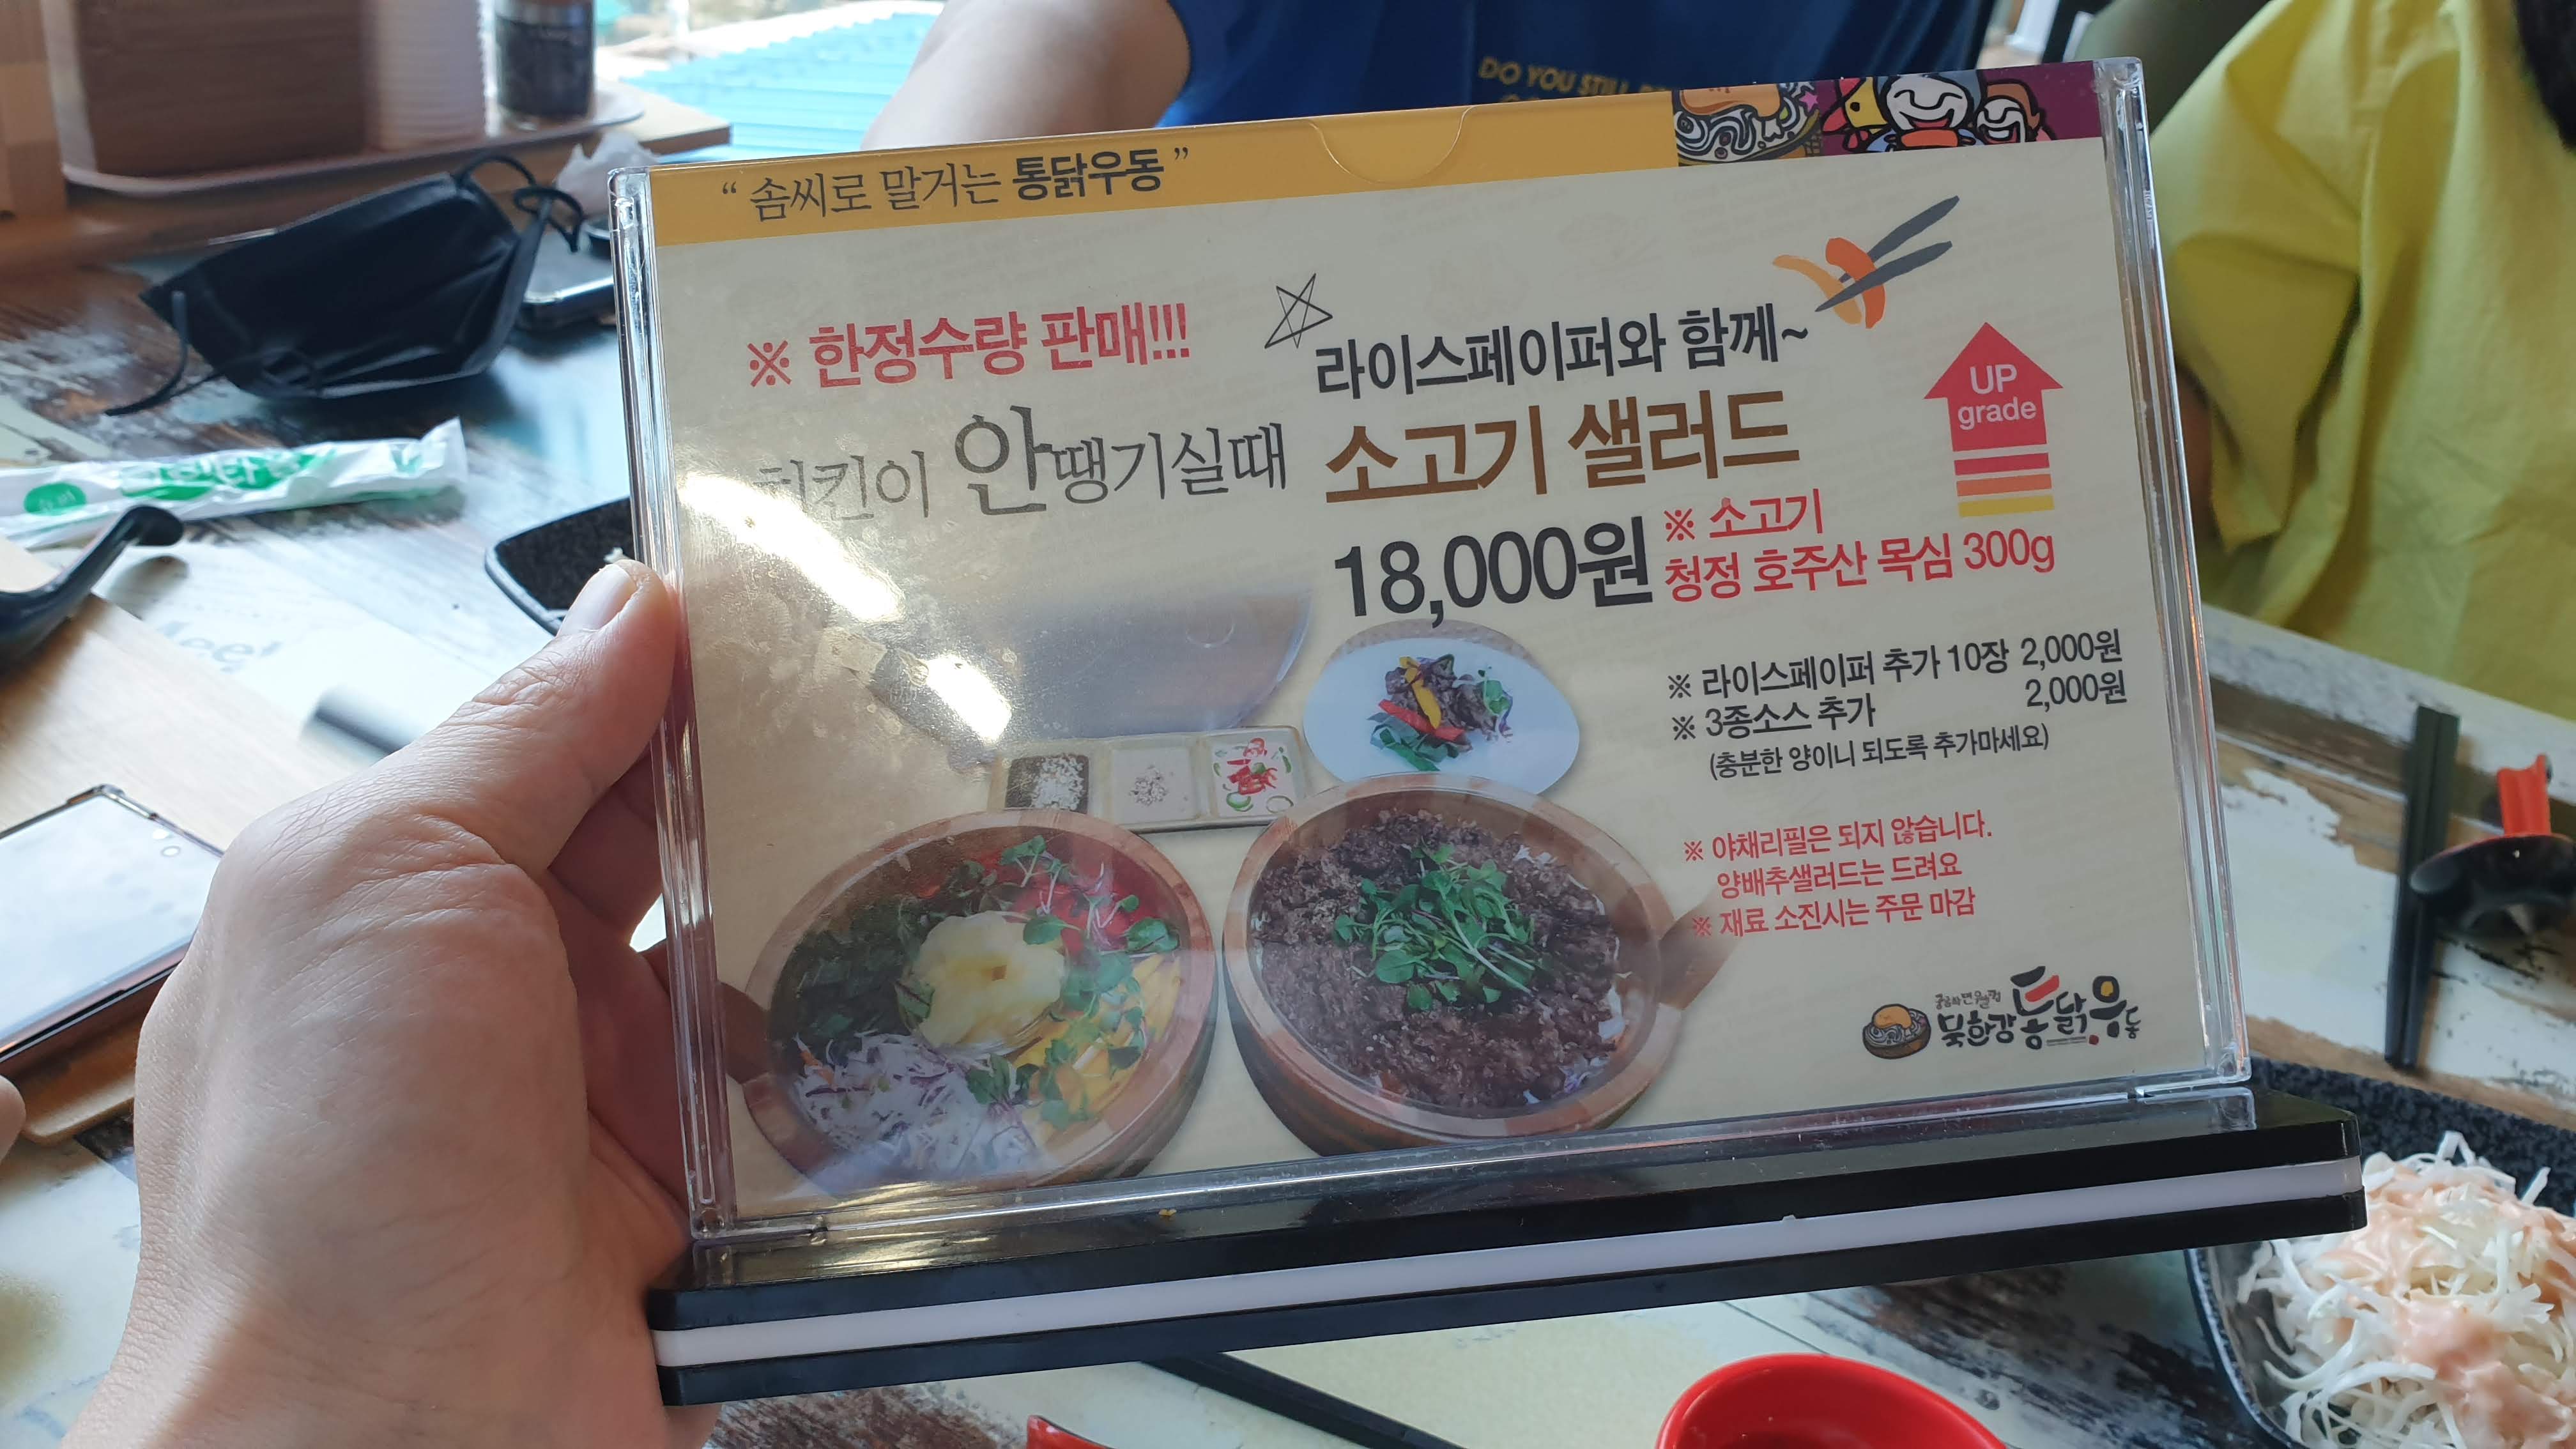 DO YOU STILL
“ 솜씨로 말거는 통닭우동 ”
※ 한정수량 판매!!!
치킨이 안땡기실때
라이스페이퍼와 함께~
소고기 샐러드
UP
grade
18,000원
※ 소고기
청정 호주산 목심 300g
※ 라이스페이퍼 추가 10장 2,000원
※ 3종소스 추가 2,000원
(충분한 양이니 되도록 추가마세요)
※ 야채리필은 되지 않습니다.
양배추샐러드는 드려요
※ 재료 소진시는 주문 마감
북한강 통닭우동